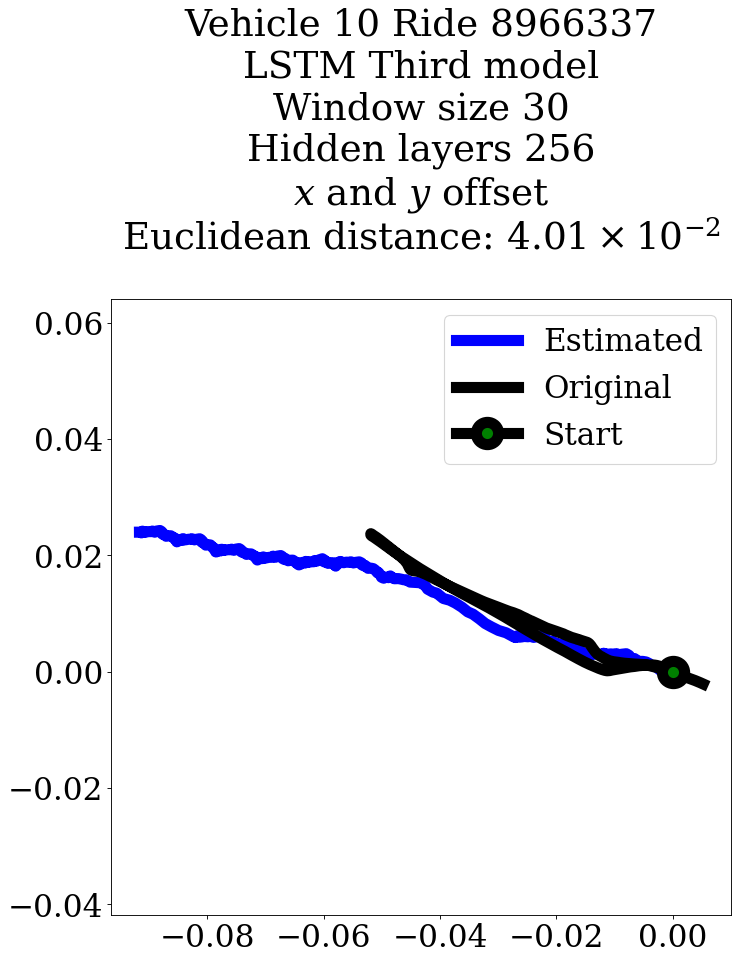 Vehicle 10 Ride 8966337
LSTM Third model
Window size 30
Hidden layers 256
x and y offset
Euclidean distance: 4.01 × 10⁻²
Estimated
Original
Start
0.06
0.04
0.02
0.00
−0.02
−0.04
−0.08 −0.06 −0.04 −0.02 0.00